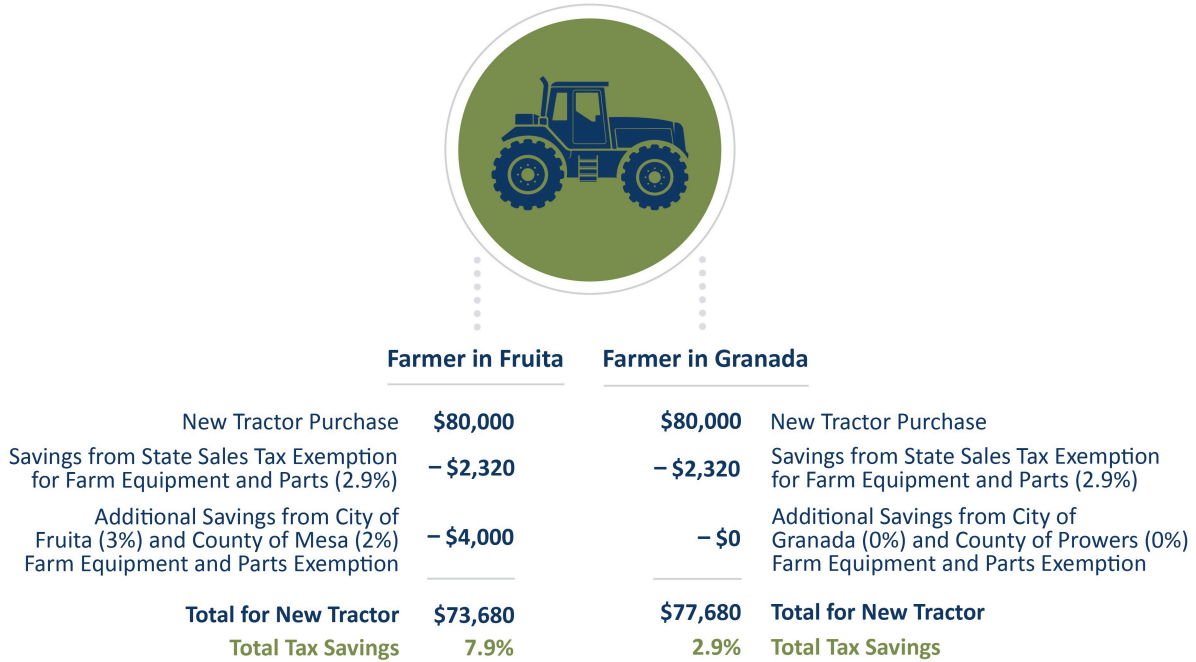 Farmer in Fruita
New Tractor Purchase $80,000
Savings from State Sales Tax Exemption
for Farm Equipment and Parts (2.9%)
– $2,320
Additional Savings from City of
Fruita (3%) and County of Mesa (2%)
Farm Equipment and Parts Exemption
– $4,000
Total for New Tractor $73,680
Total Tax Savings 7.9%
Farmer in Granada
$80,000 New Tractor Purchase
– $2,320
Savings from State Sales Tax Exemption
for Farm Equipment and Parts (2.9%)
– $0
Additional Savings from City of
Granada (0%) and County of Prowers (0%)
Farm Equipment and Parts Exemption
$77,680 Total for New Tractor
2.9% Total Tax Savings